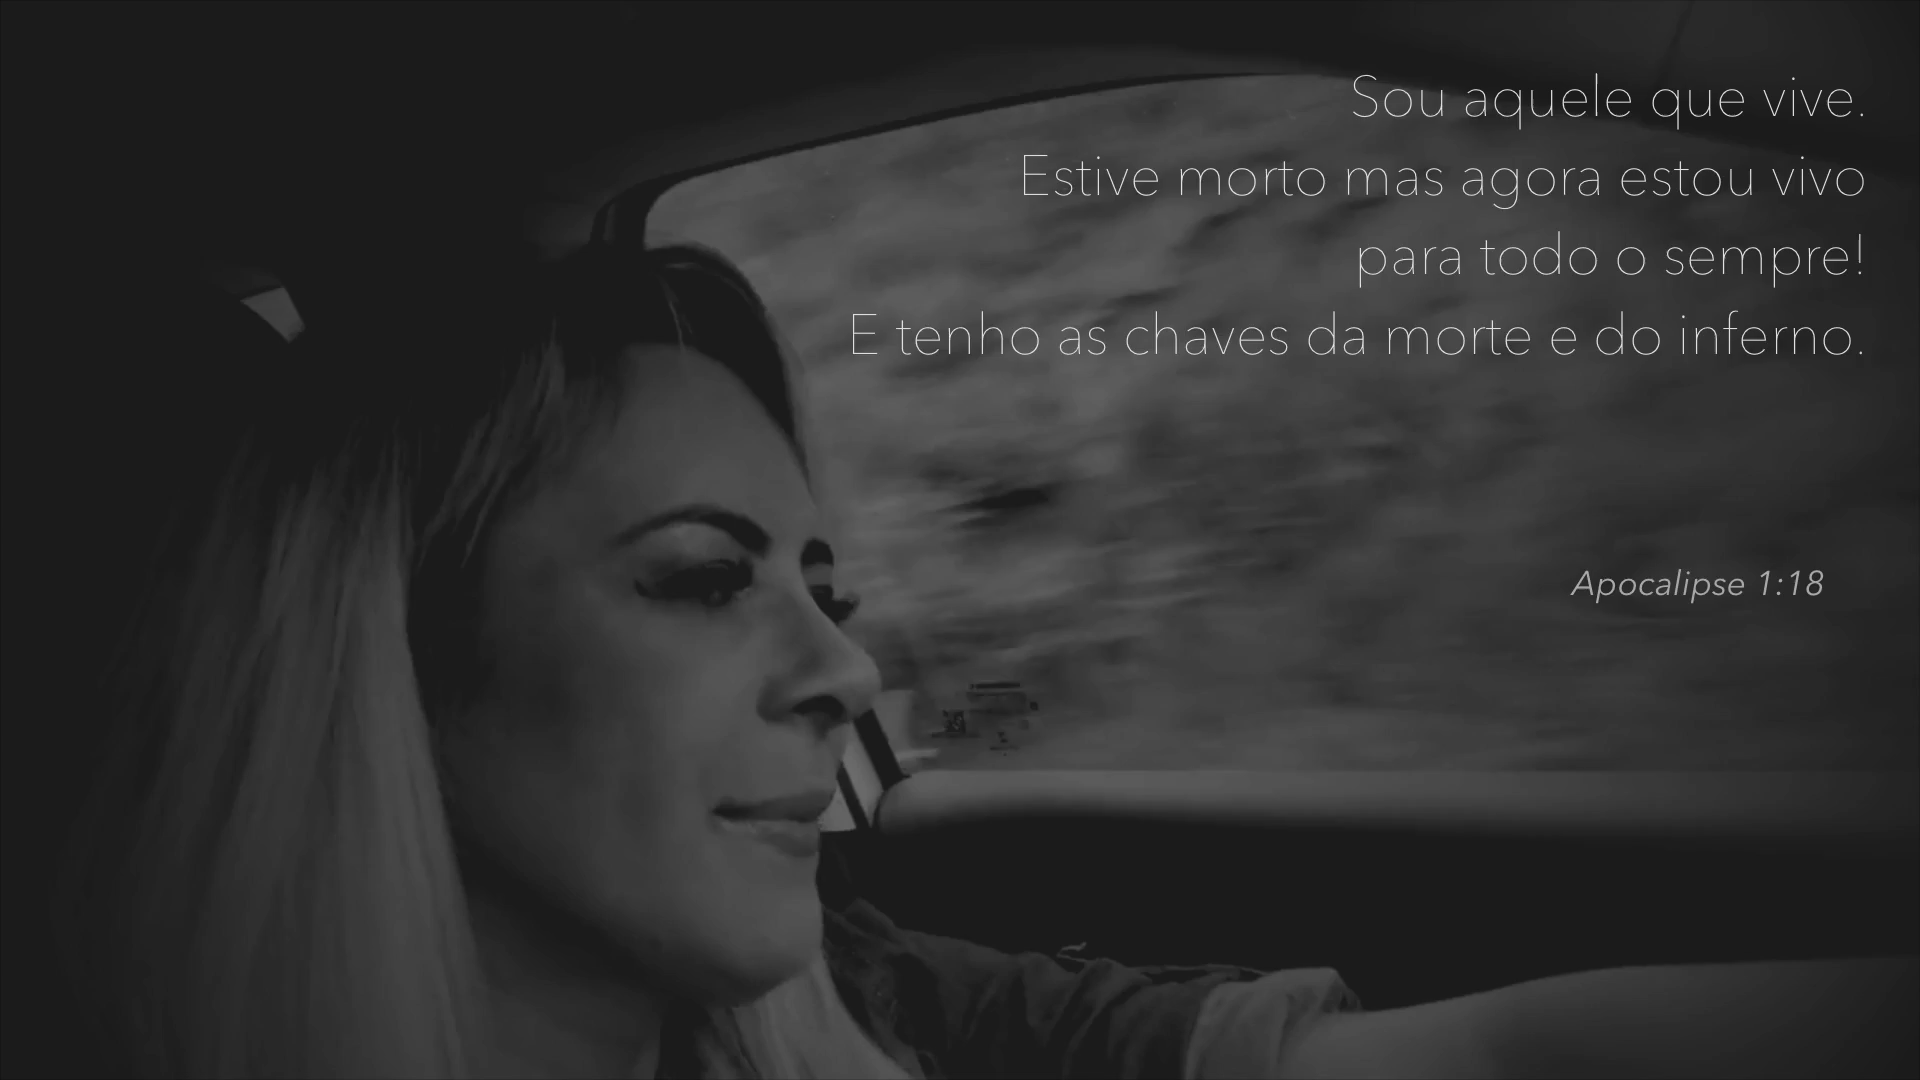 Sou aquele que vive.
Estive morto mas agora estou vivo
para todo o sempre!
E tenho as chaves da morte e do inferno.
Apocalipse 1:18